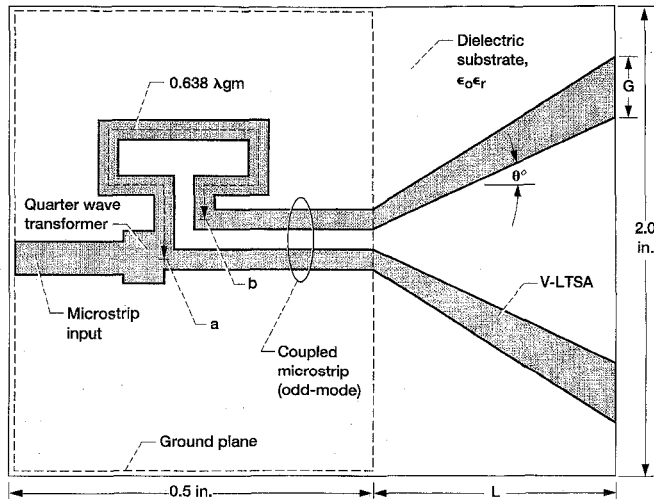 Dielectric
substrate,
ϵoϵr
0.638 λgm
G
θ°
Quarter wave
transformer
2.0
in.
b
Microstrip
input
a
V-LTSA
Coupled
microstrip
(odd-mode)
Ground plane
0.5 in.
L